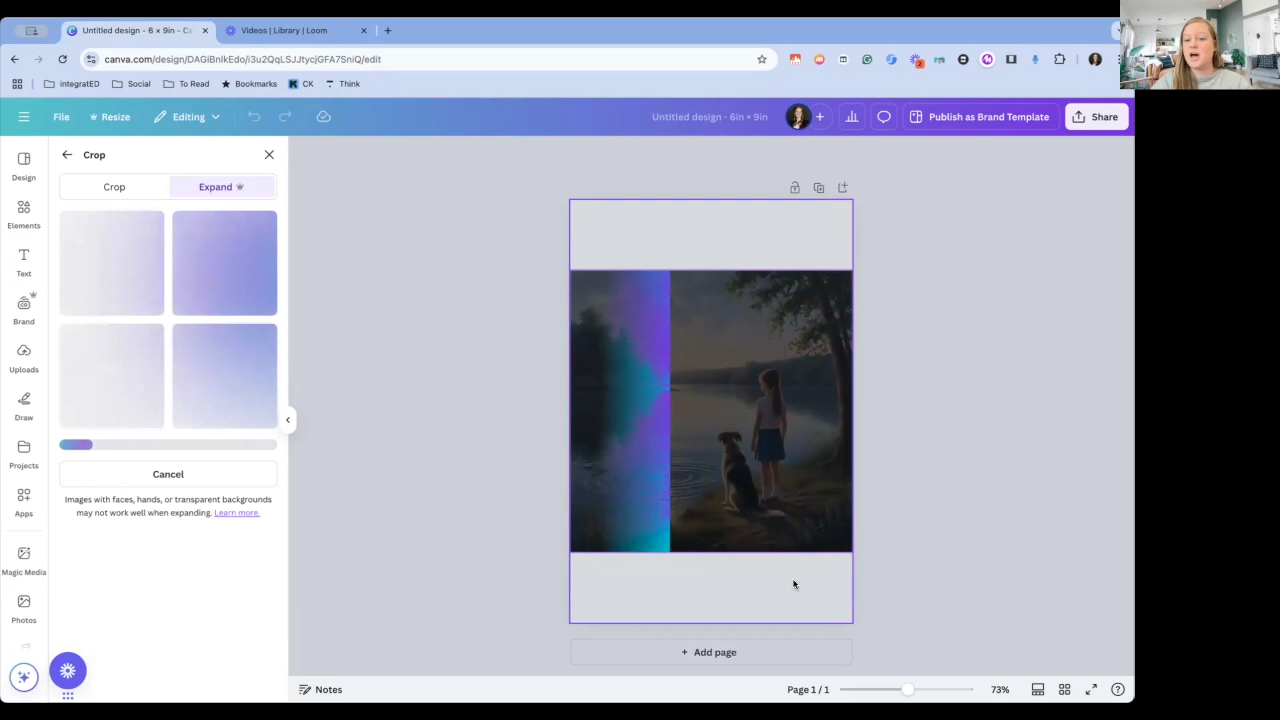 Untitled design - 6 × 9in - Ca
Videos | Library | Loom
canva.com/design/DAGiBnIkEdo/i3u2QqLSJJtycjGFA7SniQ/edit
integratED
Social
To Read
Bookmarks
CK
Think
File
Resize
Editing
Untitled design - 6in × 9in
Publish as Brand Template
Share
Design
Elements
Text
Brand
Uploads
Draw
Projects
Apps
Magic Media
Photos
Crop
Crop
Expand
Cancel
Images with faces, hands, or transparent backgrounds
may not work well when expanding. Learn more.
+ Add page
Notes
Page 1 / 1
73%